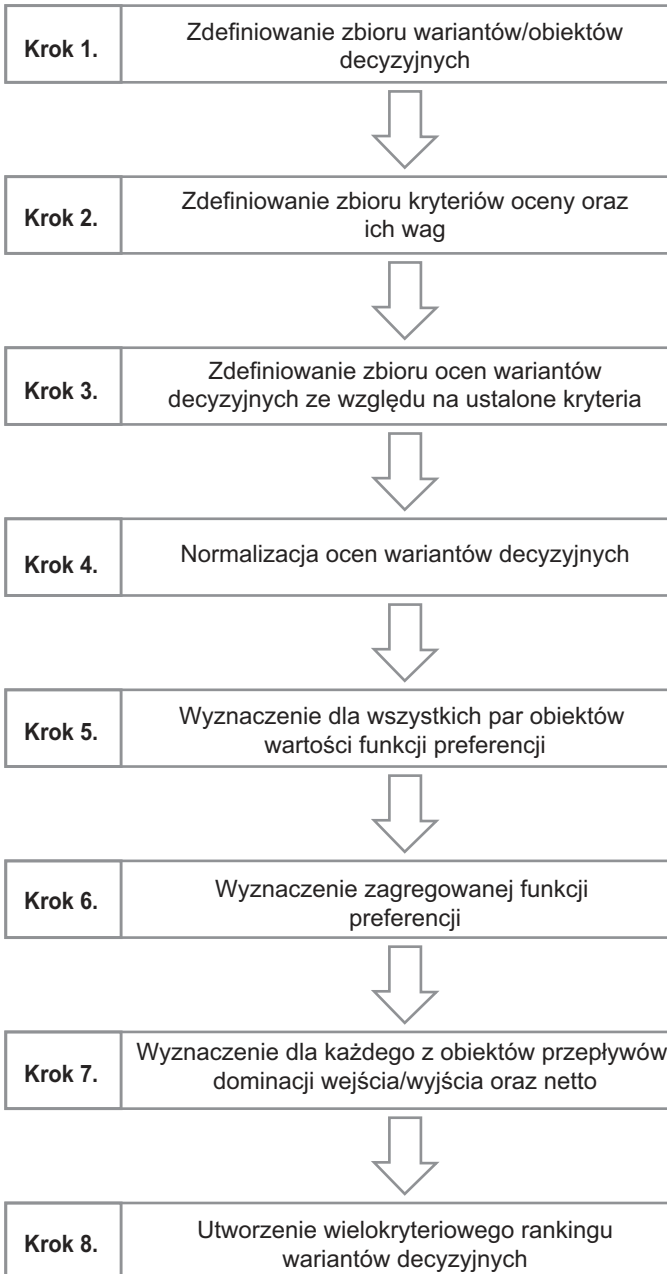 Krok 1.
Zdefiniowanie zbioru wariantów/obiektów
decyzyjnych
Krok 2.
Zdefiniowanie zbioru kryteriów oceny oraz
ich wag
Krok 3.
Zdefiniowanie zbioru ocen wariantów
decyzyjnych ze względu na ustalone kryteria
Krok 4.
Normalizacja ocen wariantów decyzyjnych
Krok 5.
Wyznaczenie dla wszystkich par obiektów
wartości funkcji preferencji
Krok 6.
Wyznaczenie zagregowanej funkcji
preferencji
Krok 7.
Wyznaczenie dla każdego z obiektów przepływów
dominacji wejścia/wyjścia oraz netto
Krok 8.
Utworzenie wielokryteriowego rankingu
wariantów decyzyjnych